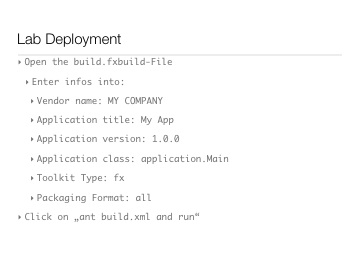 Lab Deployment
‣ Open the build.fxbuild-File
‣ Enter infos into:
‣ Vendor name: MY COMPANY
‣ Application title: My App
‣ Application version: 1.0.0
‣ Application class: application.Main
‣ Toolkit Type: fx
‣ Packaging Format: all
‣ Click on „ant build.xml and run“